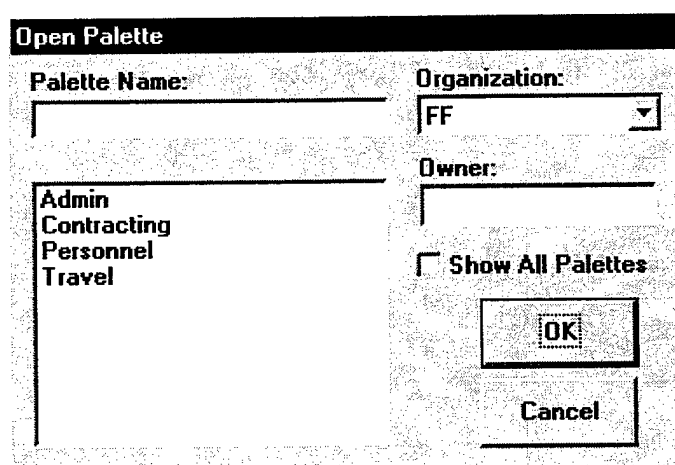 Open Palette
Palette Name:
Organization:
FF
Owner:
Admin
Contracting
Personnel
Travel
Show All Palettes
OK
Cancel